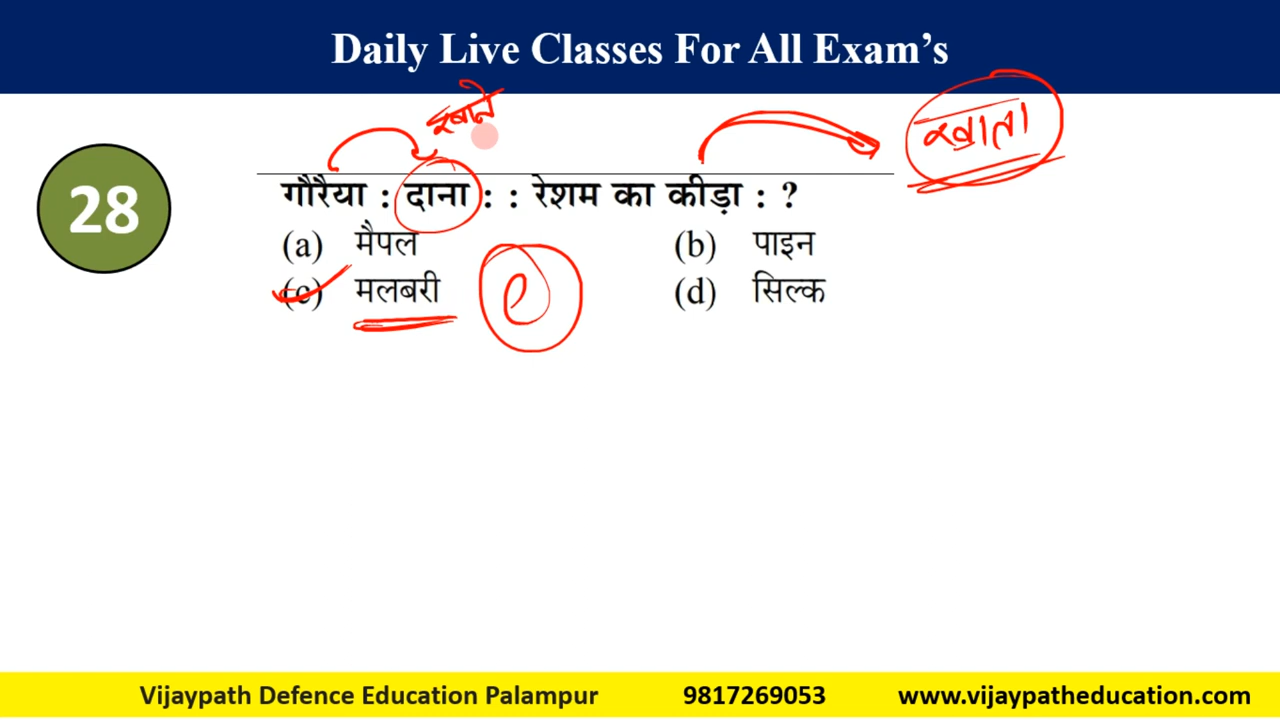 Daily Live Classes For All Exam's
खाने
खाता
28
गौरैया : दाना : : रेशम का कीड़ा : ?
(a) मैपल (b) पाइन
(c) मलबरी (d) सिल्क
Vijaypath Defence Education Palampur 9817269053 www.vijaypatheducation.com